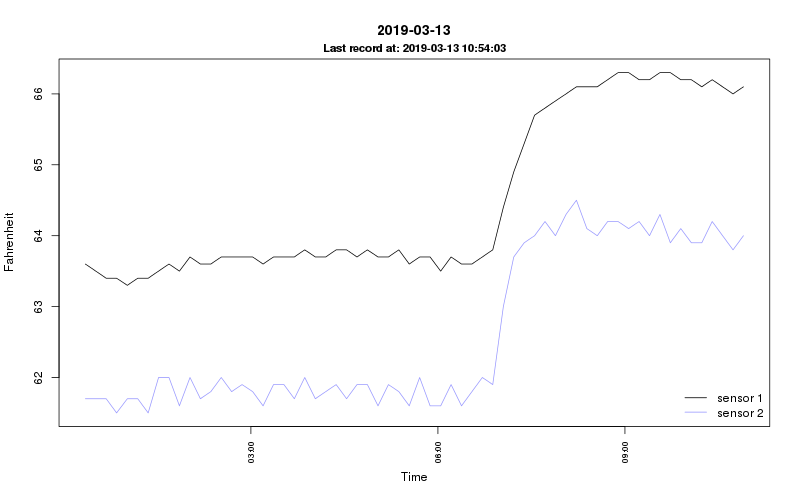 2019-03-13
Last record at: 2019-03-13 10:54:03
Fahrenheit
66
65
64
63
62
sensor 1
sensor 2
03:00
06:00
09:00
Time